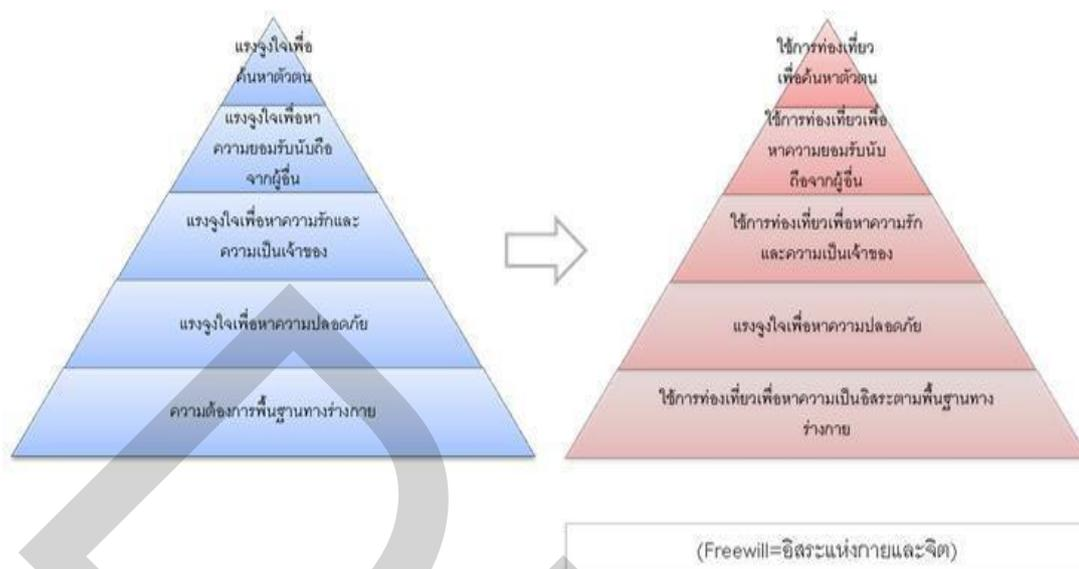 แรงจูงใจเพื่อ
ค้นหาตัวตน
แรงจูงใจเพื่อหา
ความยอมรับนับถือ
จากผู้อื่น
แรงจูงใจเพื่อหาความรักและ
ความเป็นเจ้าของ
แรงจูงใจเพื่อหาความปลอดภัย
ความต้องการพื้นฐานทางร่างกาย
ใช้การท่องเที่ยว
เพื่อค้นหาตัวตน
ใช้การท่องเที่ยวเพื่อ
หาความยอมรับนับ
ถือจากผู้อื่น
ใช้การท่องเที่ยวเพื่อหาความรัก
และความเป็นเจ้าของ
แรงจูงใจเพื่อหาความปลอดภัย
ใช้การท่องเที่ยวเพื่อหาความเป็นอิสระตามพื้นฐานทาง
ร่างกาย
(Freewill=อิสระแห่งกายและจิต)